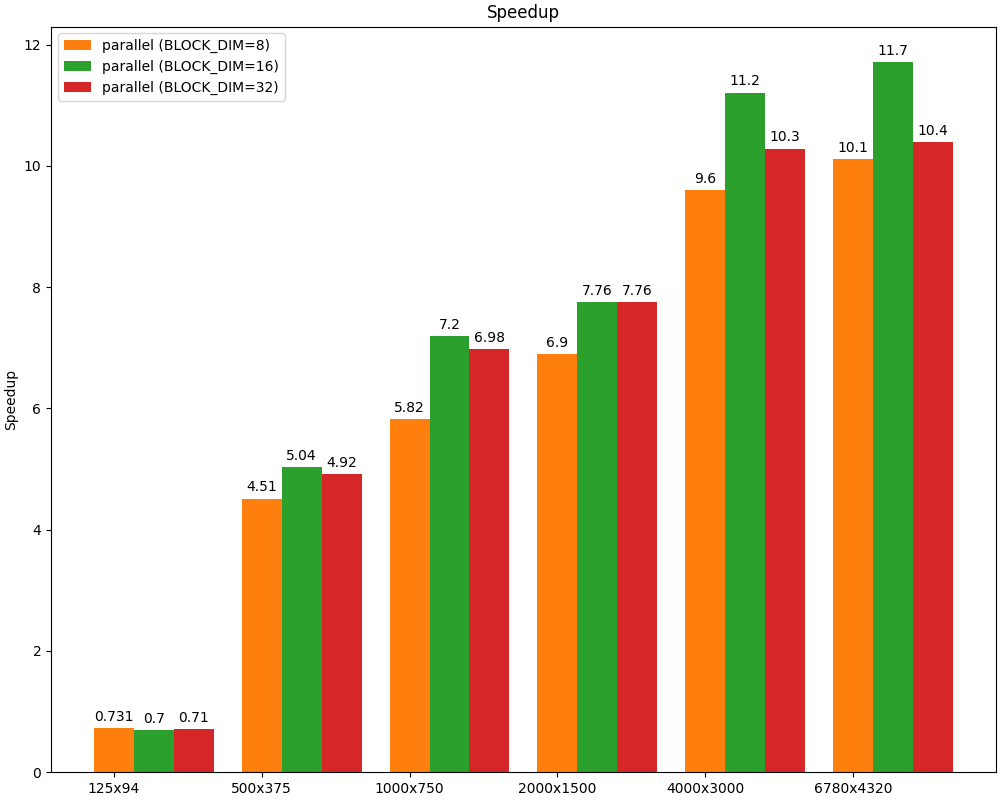 Speedup
parallel (BLOCK_DIM=8)
parallel (BLOCK_DIM=16)
parallel (BLOCK_DIM=32)
Speedup
12
10
8
6
4
2
0
0.731 0.7 0.71
4.51 5.04 4.92
5.82 7.2 6.98
6.9 7.76 7.76
9.6 11.2 10.3
10.1 11.7 10.4
125x94 500x375 1000x750 2000x1500 4000x3000 6780x4320